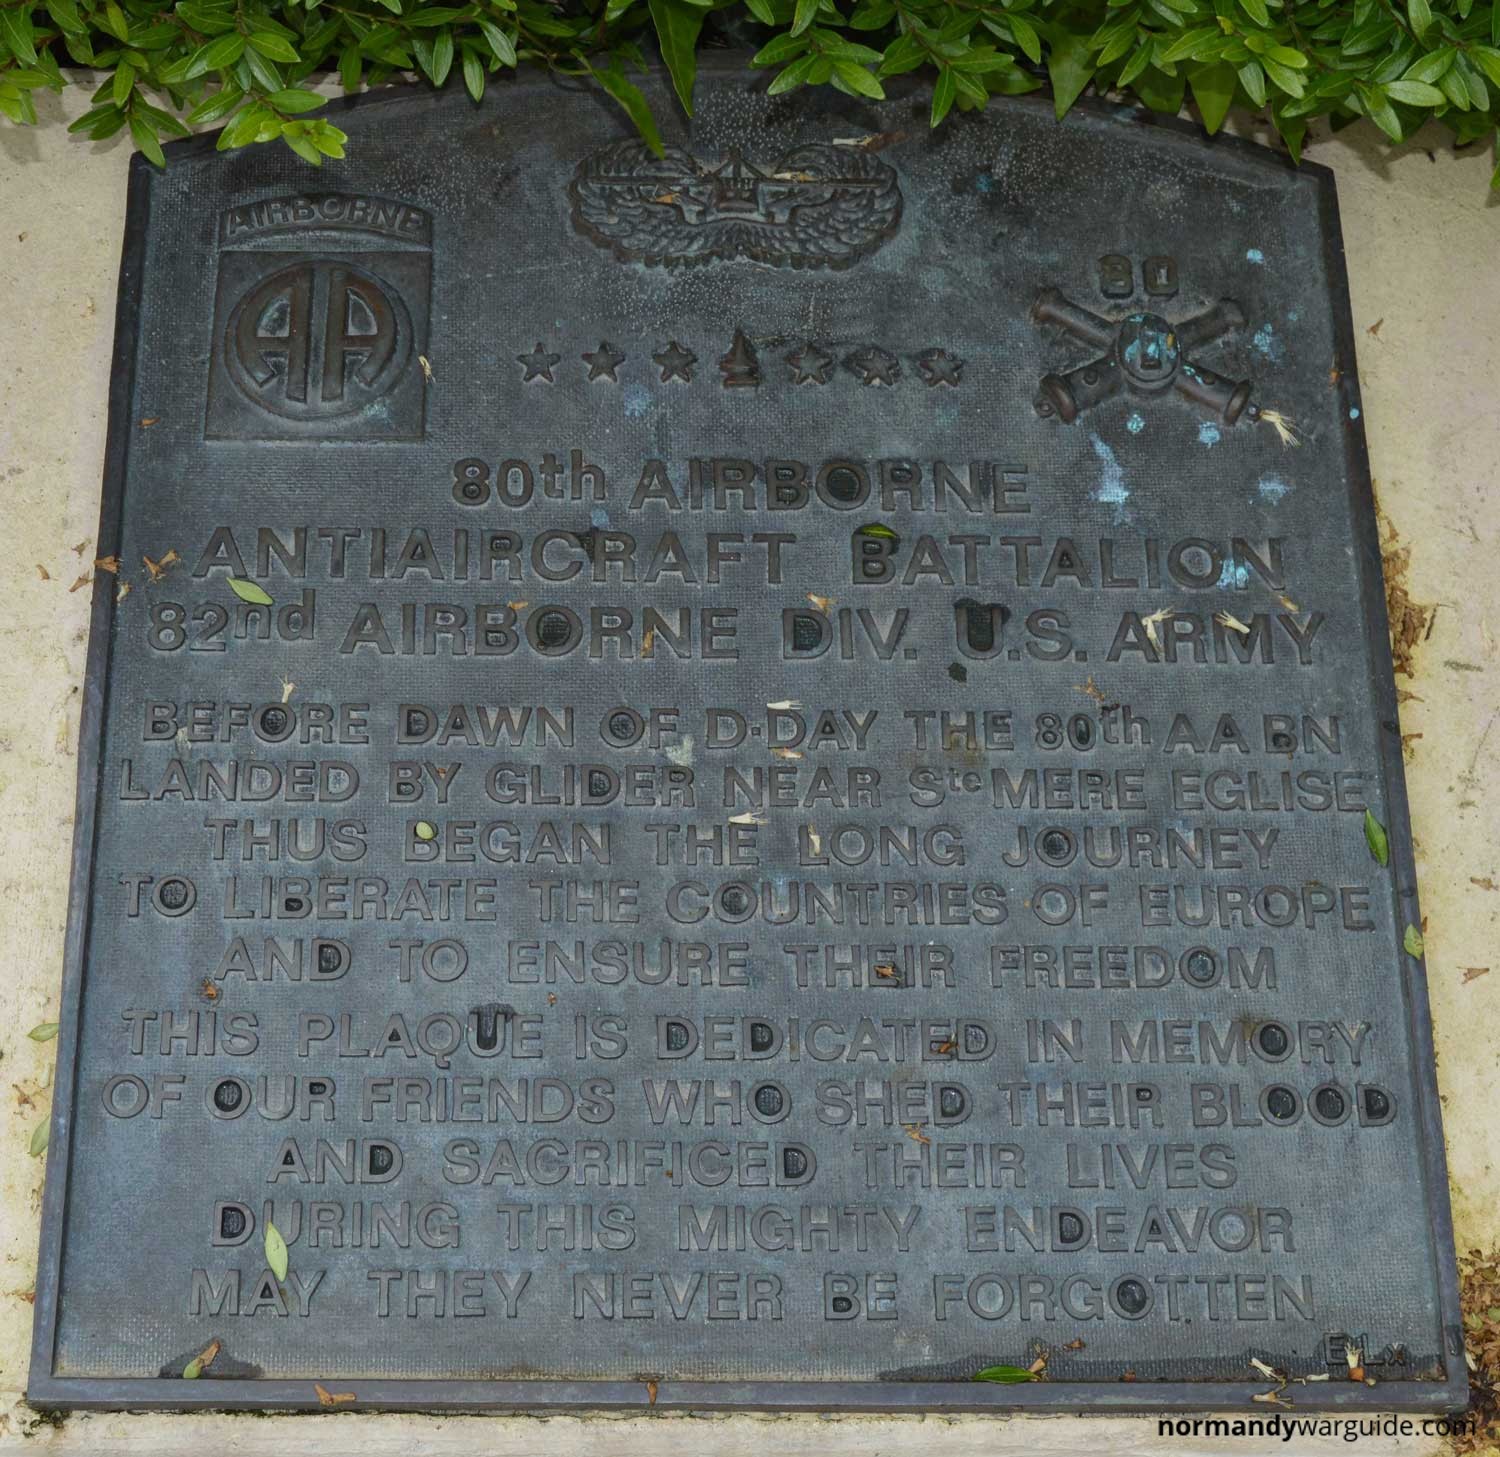 AIRBORNE
AA
80
80th AIRBORNE
ANTIAIRCRAFT BATTALION
82nd AIRBORNE DIV. U.S. ARMY
BEFORE DAWN OF D-DAY THE 80th AA BN
LANDED BY GLIDER NEAR Ste MERE EGLISE
THUS BEGAN THE LONG JOURNEY
TO LIBERATE THE COUNTRIES OF EUROPE
AND TO ENSURE THEIR FREEDOM
THIS PLAQUE IS DEDICATED IN MEMORY
OF OUR FRIENDS WHO SHED THEIR BLOOD
AND SACRIFICED THEIR LIVES
DURING THIS MIGHTY ENDEAVOR
MAY THEY NEVER BE FORGOTTEN
normandywarguide.com